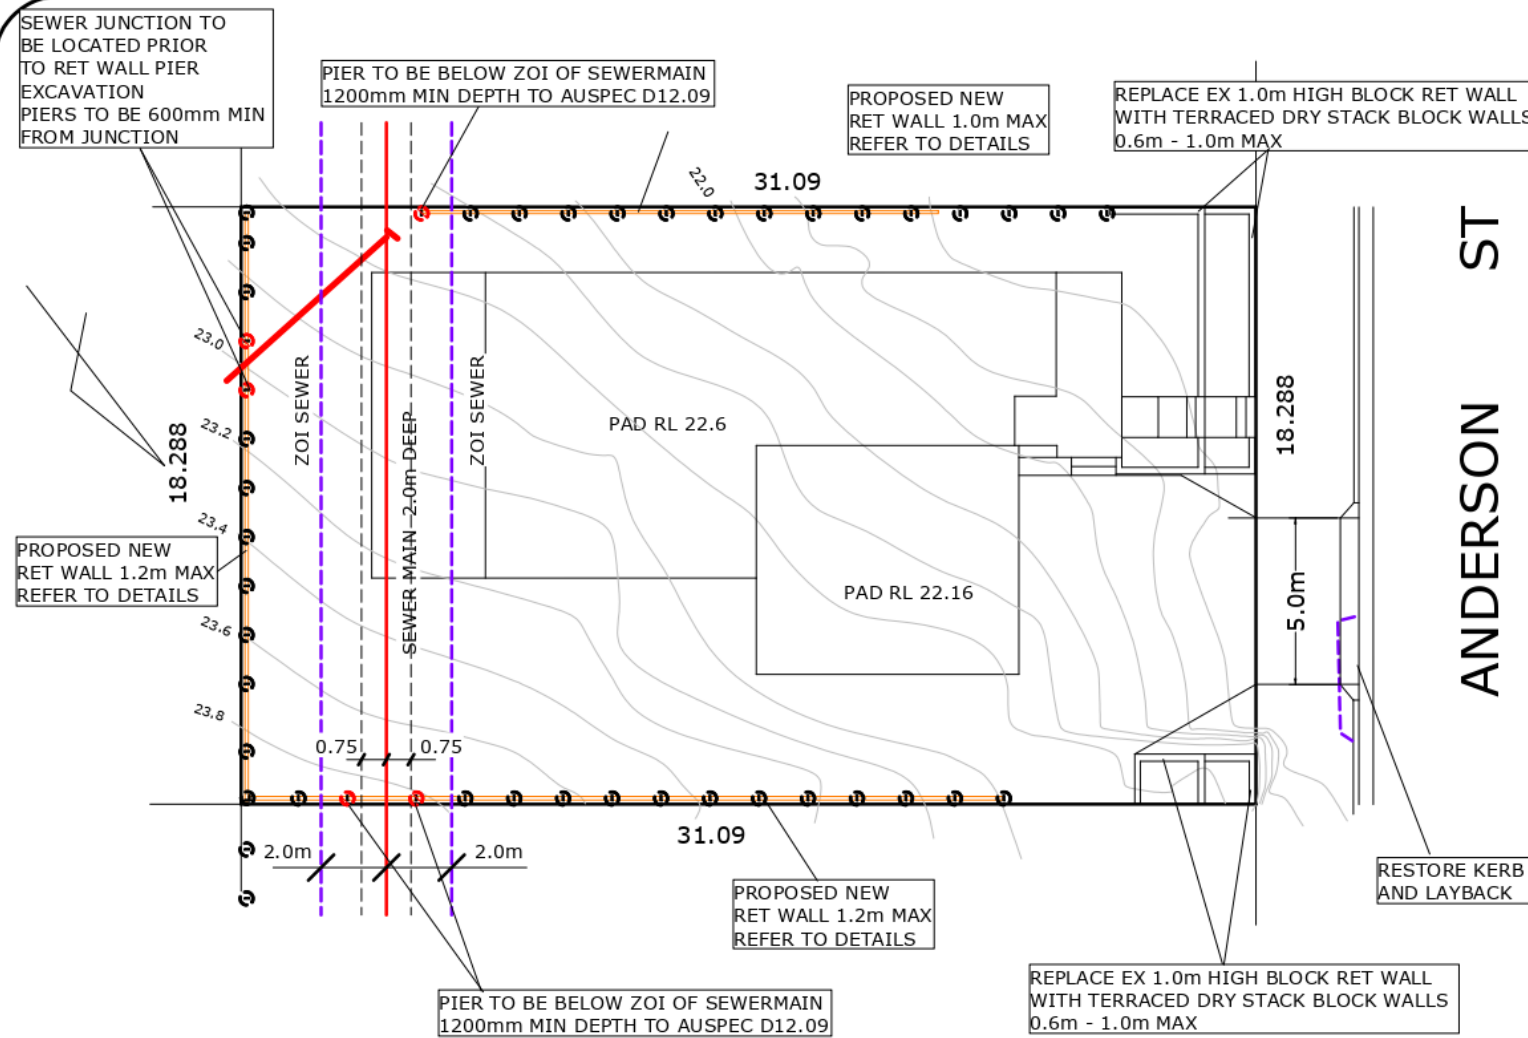 SEWER JUNCTION TO
BE LOCATED PRIOR
TO RET WALL PIER
EXCAVATION
PIERS TO BE 600mm MIN
FROM JUNCTION
PIER TO BE BELOW ZOI OF SEWERMAIN
1200mm MIN DEPTH TO AUSPEC D12.09
PROPOSED NEW
RET WALL 1.0m MAX
REFER TO DETAILS
REPLACE EX 1.0m HIGH BLOCK RET WALL
WITH TERRACED DRY STACK BLOCK WALLS
0.6m - 1.0m MAX
22.0
31.09
23.0
23.2
23.4
23.6
23.8
18.288
ZOI SEWER
SEWER MAIN 2.0m DEEP
ZOI SEWER
PAD RL 22.6
PAD RL 22.16
18.288
5.0m
ANDERSON ST
PROPOSED NEW
RET WALL 1.2m MAX
REFER TO DETAILS
0.75
0.75
2.0m
2.0m
31.09
PROPOSED NEW
RET WALL 1.2m MAX
REFER TO DETAILS
RESTORE KERB
AND LAYBACK
PIER TO BE BELOW ZOI OF SEWERMAIN
1200mm MIN DEPTH TO AUSPEC D12.09
REPLACE EX 1.0m HIGH BLOCK RET WALL
WITH TERRACED DRY STACK BLOCK WALLS
0.6m - 1.0m MAX